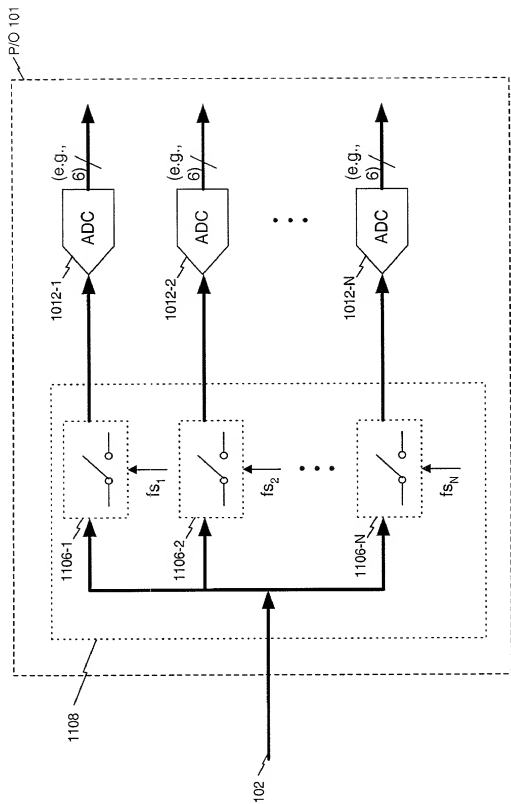 P/O 101
1108
102
1106-1
fs1
1012-1
ADC
(e.g.,
6)
1106-2
fs2
1012-2
ADC
(e.g.,
6)
• • •
• • •
1106-N
fsN
1012-N
ADC
(e.g.,
6)